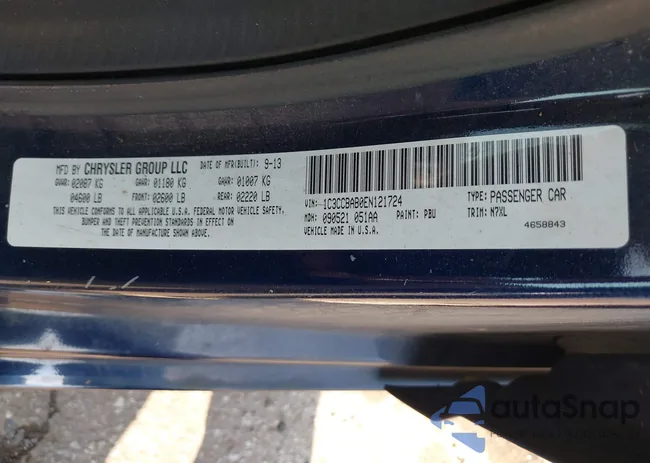 MFD BY CHRYSLER GROUP LLC DATE OF MFR(BUILT): 9-13
GVWR: 02087 KG GAWR: 01180 KG GAWR: 01007 KG
04600 LB FRONT: 02600 LB REAR: 02220 LB
THIS VEHICLE CONFORMS TO ALL APPLICABLE U.S.A. FEDERAL MOTOR VEHICLE SAFETY,
BUMPER AND THEFT PREVENTION STANDARDS IN EFFECT ON
THE DATE OF MANUFACTURE SHOWN ABOVE.
VIN: 1C3CCBAB0EN121724 TYPE: PASSENGER CAR
MDH: 090521 051AA PAINT: PBU TRIM: N7XL
VEHICLE MADE IN U.S.A. 4658843
autoSnap